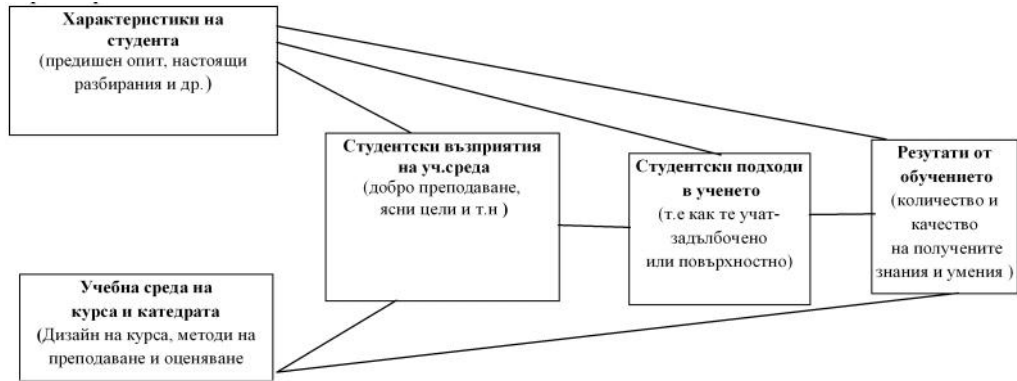 Характеристики на
студента
(предишен опит, настоящи
разбирания и др.)
Студентски възприятия
на уч.среда
(добро преподаване,
ясни цели и т.н )
Студентски подходи
в ученето
(т.е как те учат-
задълбочено
или повърхностно)
Резутати от
обучението
(количество и
качество
на получените
знания и умения )
Учебна среда на
курса и катедрата
(Дизайн на курса, методи на
преподаване и оценяване